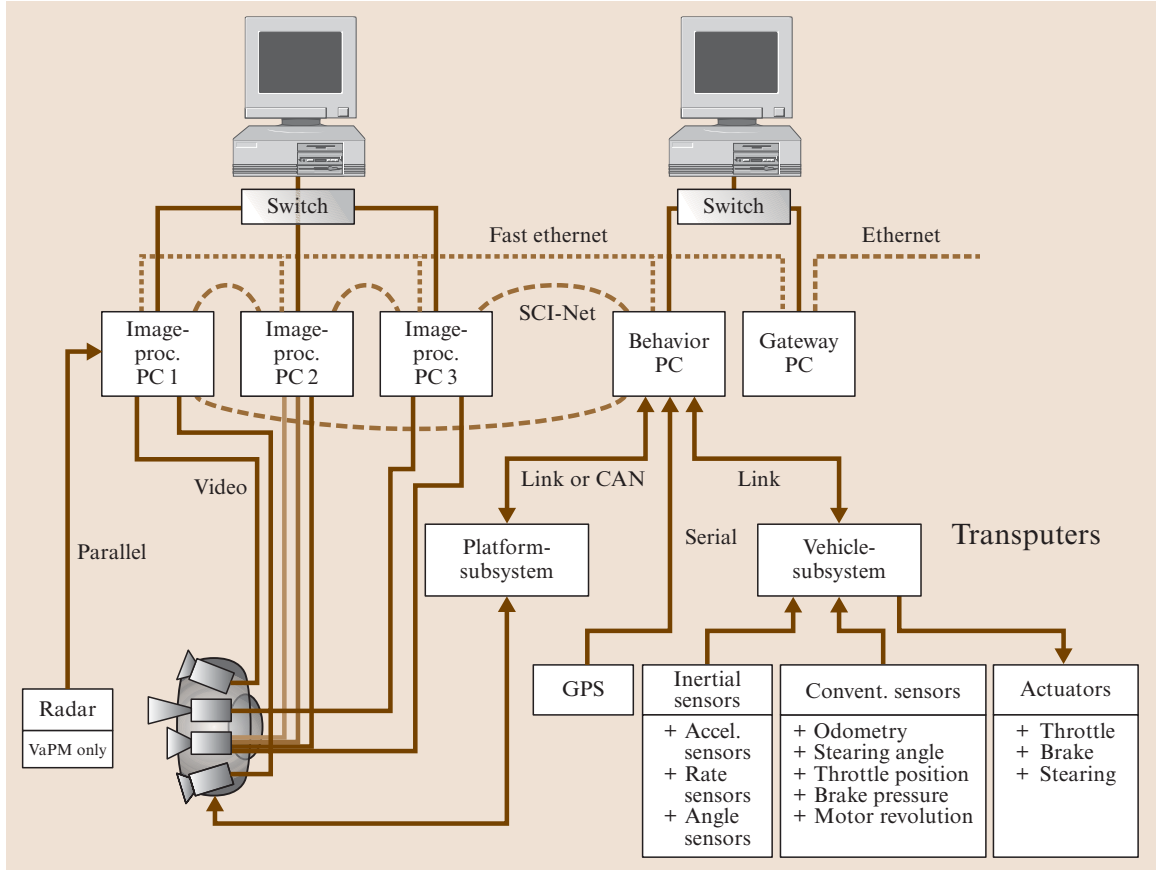 Switch
Switch
Fast ethernet
Ethernet
SCI-Net
Image-
proc.
PC 1
Image-
proc.
PC 2
Image-
proc.
PC 3
Behavior
PC
Gateway
PC
Video
Link or CAN
Link
Parallel
Serial
Platform-
subsystem
Vehicle-
subsystem
Transputers
Radar
VaPM only
GPS
Inertial
sensors
+ Accel.
sensors
+ Rate
sensors
+ Angle
sensors
Convent. sensors
+ Odometry
+ Stearing angle
+ Throttle position
+ Brake pressure
+ Motor revolution
Actuators
+ Throttle
+ Brake
+ Stearing